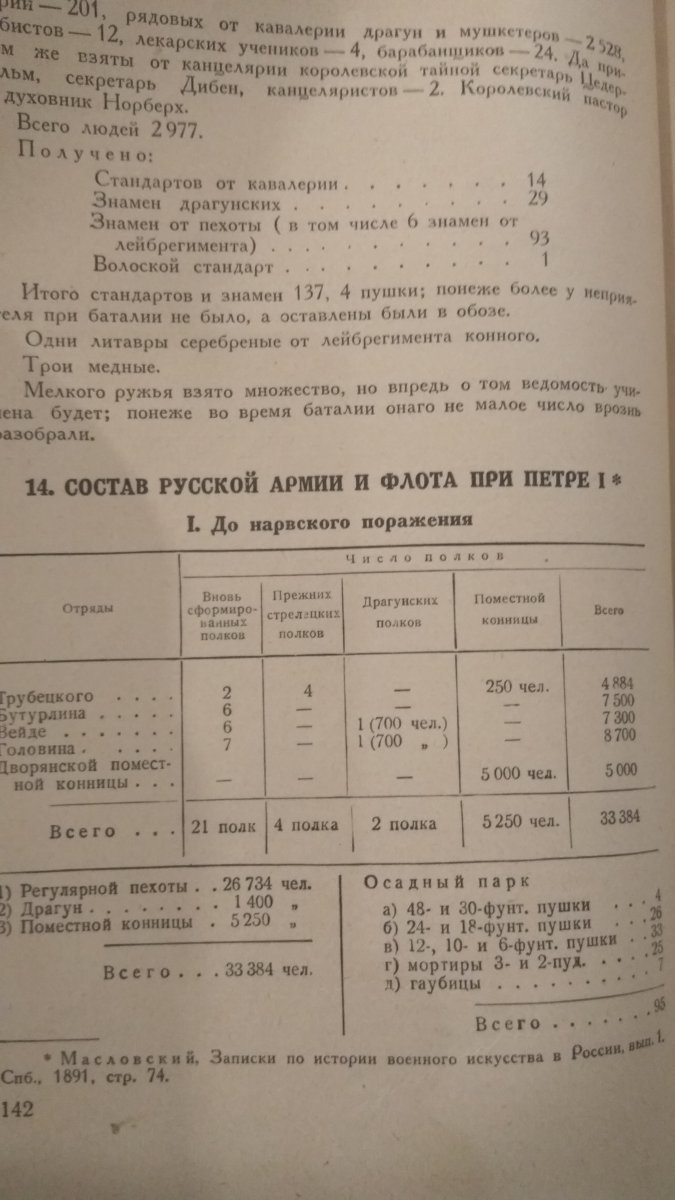 рии — 201, рядовых от кавалерии драгун и мушкетеров — 2 528,
бистов — 12, лекарских учеников — 4, барабанщиков — 24. Да при-
м же взяты от канцелярии королевской тайной секретарь Цедер-
льм, секретарь Дибен, канцеляристов — 2. Королевский пастор
духовник Норберх.
Всего людей 2 977.
Получено:
Стандартов от кавалерии . . . . . . 14
Знамен драгунских . . . . . . . . 29
Знамен от пехоты ( в том числе 6 знамен от
лейбрегимента) . . . . . . . . . 93
Волоской стандарт . . . . . . . . 1
Итого стандартов и знамен 137, 4 пушки; понеже более у неприя-
теля при баталии не было, а оставлены были в обозе.
Одни литавры серебреные от лейбрегимента конного.
Трои медные.
Мелкого ружья взято множество, но впредь о том ведомость учи-
нена будет; понеже во время баталии онаго не малое число врознь
разобрали.
14. СОСТАВ РУССКОЙ АРМИИ И ФЛОТА ПРИ ПЕТРЕ I *
I. До нарвского поражения
Число полков
Отряды
Вновь сформиро-ванных полков
Прежних стрелецких полков
Драгунских полков
Поместной конницы
Всего
Трубецкого . . . . 2 4 — 250 чел. 4 884
Бутурлина . . . . . 6 — — — 7 500
Вейде . . . . . . . 6 — 1 (700 чел.) — 7 300
Головина . . . . . 7 — 1 (700 „ ) — 8 700
Дворянской помест-
ной конницы . . . — — — 5 000 чел. 5 000
Всего . . . 21 полк 4 полка 2 полка 5 250 чел. 33 384
1) Регулярной пехоты . . 26 734 чел.
2) Драгун . . . . . . . . 1 400 „
3) Поместной конницы . 5 250 „
Всего . . . 33 384 чел.
Осадный парк
а) 48- и 30-фунт. пушки . . . 4
б) 24- и 18-фунт. пушки . . . 26
в) 12-, 10- и 6-фунт. пушки . . 33
г) мортиры 3- и 2-пуд. . . . . 25
д) гаубицы . . . . . . . . . 7
Всего . . . . . . . 95
* Масловский, Записки по истории военного искусства в России, вып. 1.
Спб., 1891, стр. 74.
142